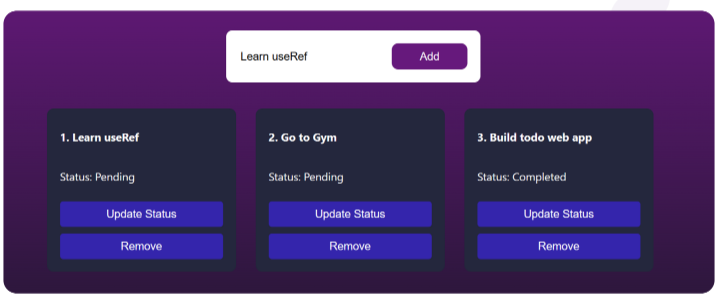 Learn useRef
Add
1. Learn useRef
Status: Pending
Update Status
Remove
2. Go to Gym
Status: Pending
Update Status
Remove
3. Build todo web app
Status: Completed
Update Status
Remove